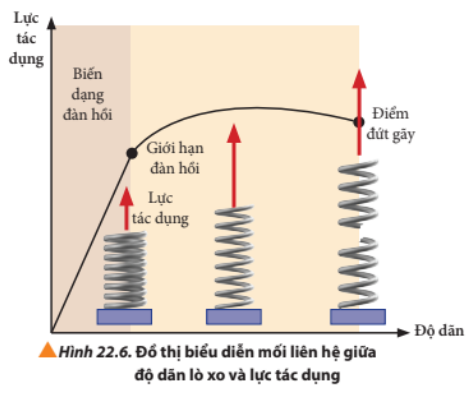 Lực
tác
dụng
Biến
dạng
đàn hồi
Giới hạn
đàn hồi
Lực
tác dụng
Điểm
đứt gãy
Độ dãn
Hình 22.6. Đồ thị biểu diễn mối liên hệ giữa
độ dãn lò xo và lực tác dụng